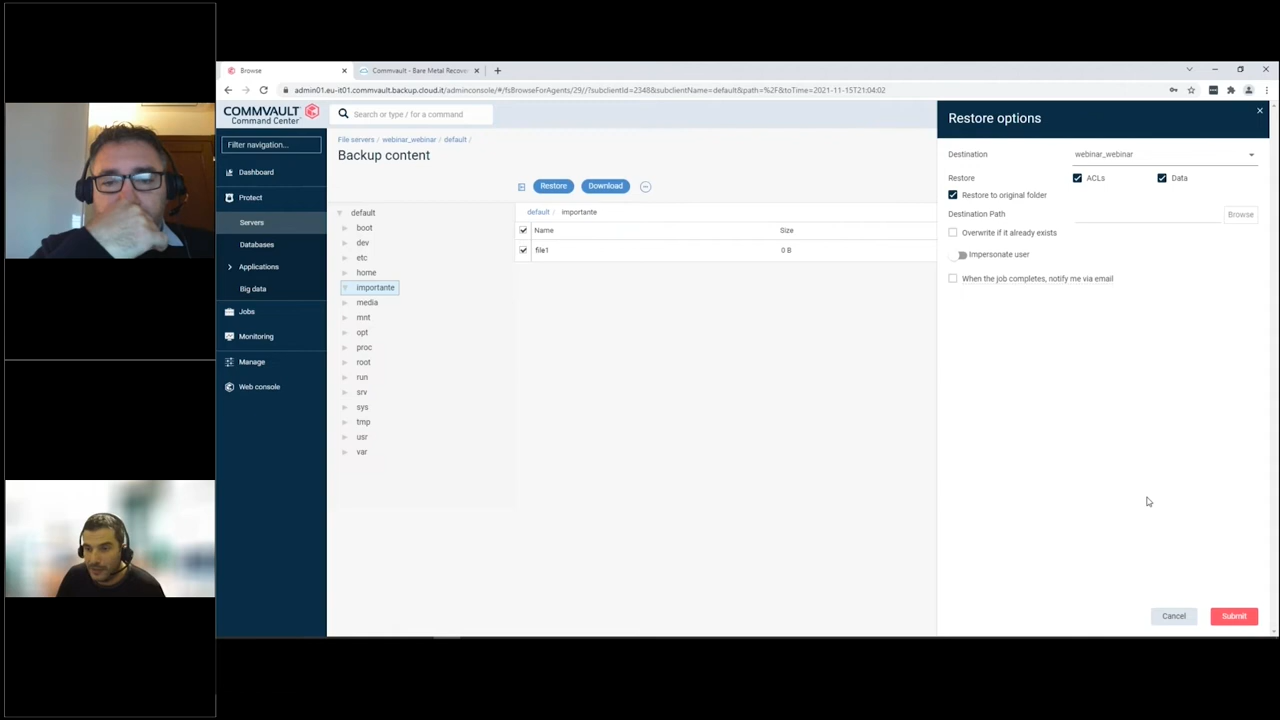 Browse
Commvault - Bare Metal Recove
admin01.eu-it01.commvault.backup.cloud.it/adminconsole/#/fsBrowseForAgents/29//?subclientId=2348&subclientName=default&path=%2F&toTime=2021-11-15T21:04:02
COMMVAULT
Command Center
Search or type / for a command
Filter navigation...
Dashboard
Protect
Servers
Databases
Applications
Big data
Jobs
Monitoring
Manage
Web console
File servers / webinar_webinar / default /
Backup content
Restore
Download
default
boot
dev
etc
home
importante
media
mnt
opt
proc
root
run
srv
sys
tmp
usr
var
default / importante
Name Size
file1 0 B
Restore options
Destination webinar_webinar
Restore ACLs Data
Restore to original folder
Destination Path Browse
Overwrite if it already exists
Impersonate user
When the job completes, notify me via email
Cancel Submit